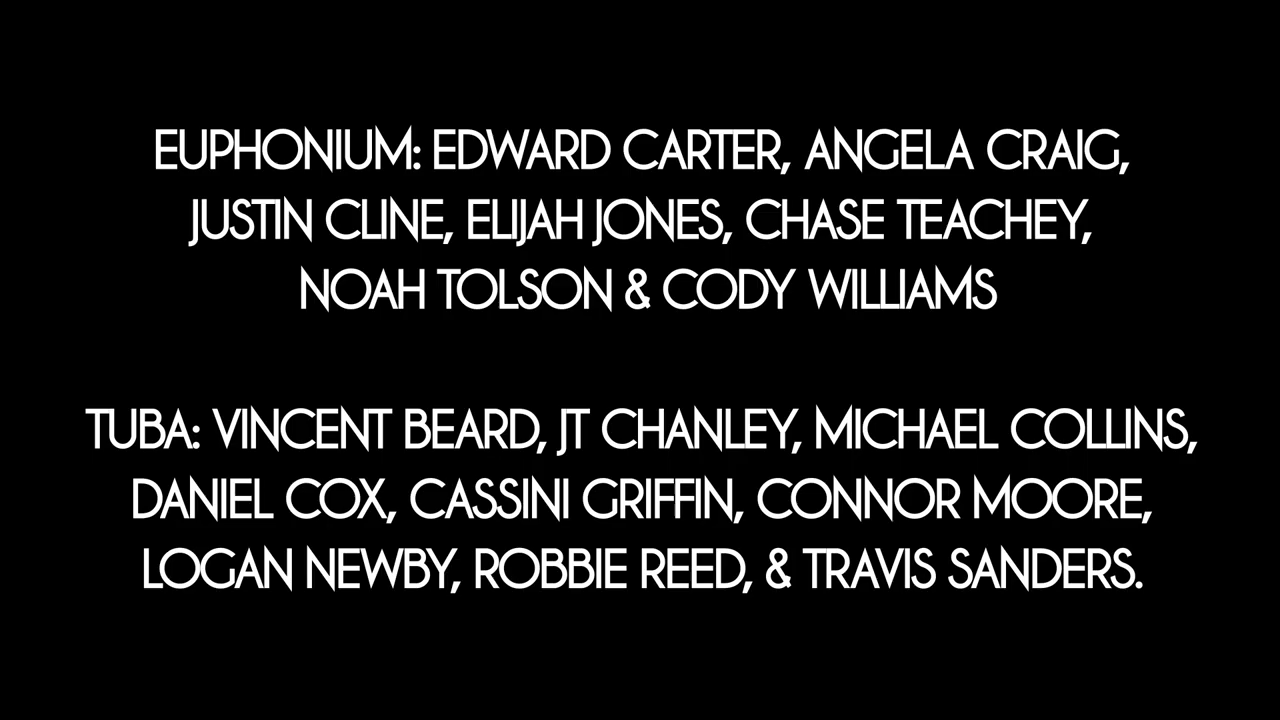 EUPHONIUM: EDWARD CARTER, ANGELA CRAIG,
JUSTIN CLINE, ELIJAH JONES, CHASE TEACHEY,
NOAH TOLSON & CODY WILLIAMS
TUBA: VINCENT BEARD, JT CHANLEY, MICHAEL COLLINS,
DANIEL COX, CASSINI GRIFFIN, CONNOR MOORE,
LOGAN NEWBY, ROBBIE REED, & TRAVIS SANDERS.